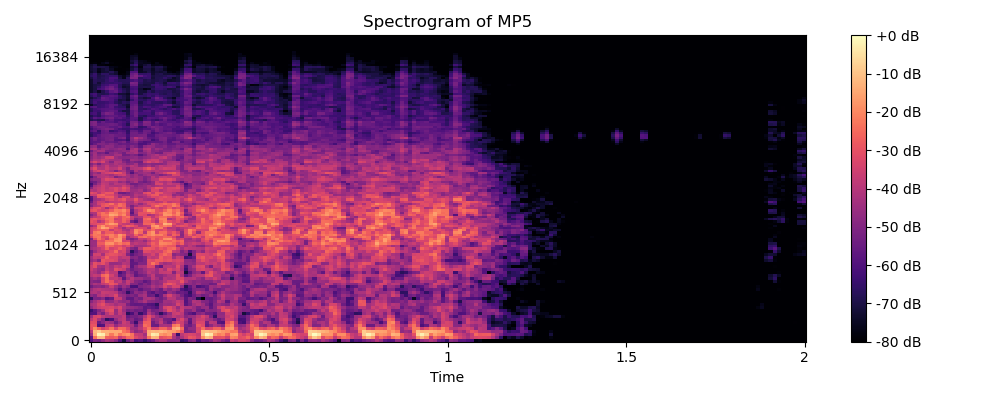 Spectrogram of MP5
16384
8192
4096
2048
1024
512
0
Hz
0
0.5
1
1.5
2
Time
+0 dB
-10 dB
-20 dB
-30 dB
-40 dB
-50 dB
-60 dB
-70 dB
-80 dB